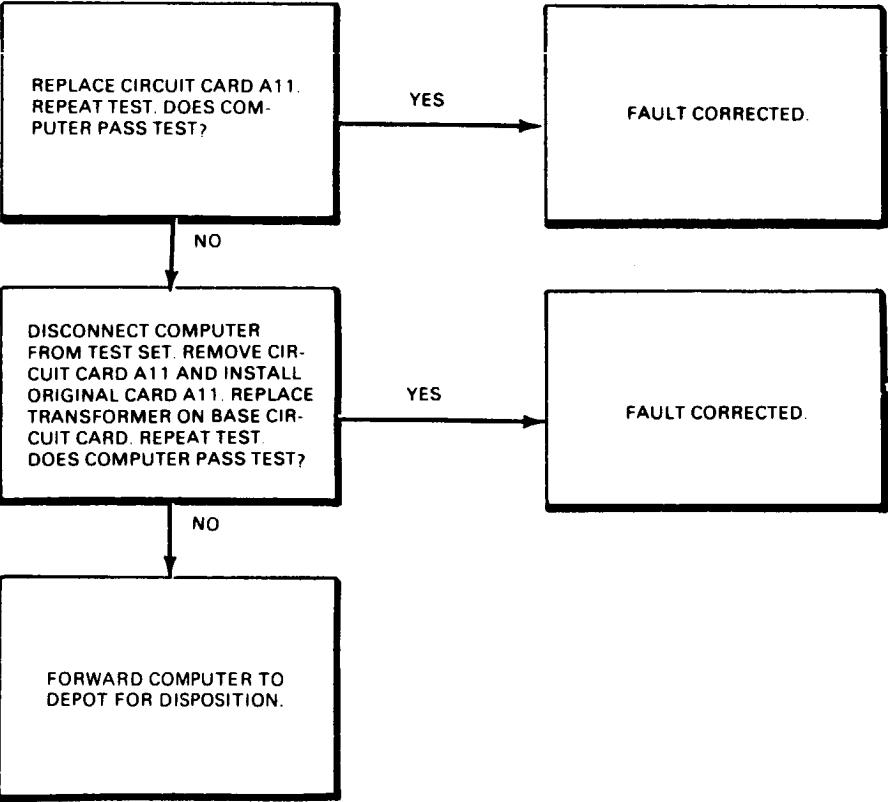 REPLACE CIRCUIT CARD A11.
REPEAT TEST. DOES COM-
PUTER PASS TEST?
YES
FAULT CORRECTED.
NO
DISCONNECT COMPUTER
FROM TEST SET. REMOVE CIR-
CUIT CARD A11 AND INSTALL
ORIGINAL CARD A11. REPLACE
TRANSFORMER ON BASE CIR-
CUIT CARD. REPEAT TEST.
DOES COMPUTER PASS TEST?
YES
FAULT CORRECTED.
NO
FORWARD COMPUTER TO
DEPOT FOR DISPOSITION.